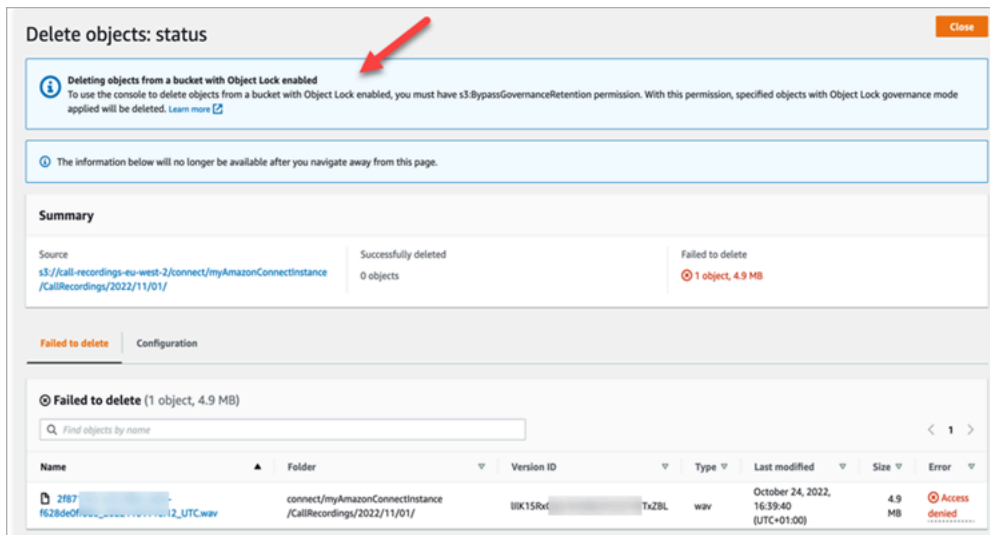 Delete objects: status
Close
Deleting objects from a bucket with Object Lock enabled
To use the console to delete objects from a bucket with Object Lock enabled, you must have s3:BypassGovernanceRetention permission. With this permission, specified objects with Object Lock governance mode
applied will be deleted. Learn more
The information below will no longer be available after you navigate away from this page.
Summary
Source
Successfully deleted
Failed to delete
s3://call-recordings-eu-west-2/connect/myAmazonConnectInstance
/CallRecordings/2022/11/01/
0 objects
1 object, 4.9 MB
Failed to delete
Configuration
Failed to delete (1 object, 4.9 MB)
Find objects by name
1
Name
Folder
Version ID
Type
Last modified
Size
Error
2f87
connect/myAmazonConnectInstance
/CallRecordings/2022/11/01/
TxZBL
wav
October 24, 2022,
16:39:40
(UTC+01:00)
4.9
MB
Access
denied